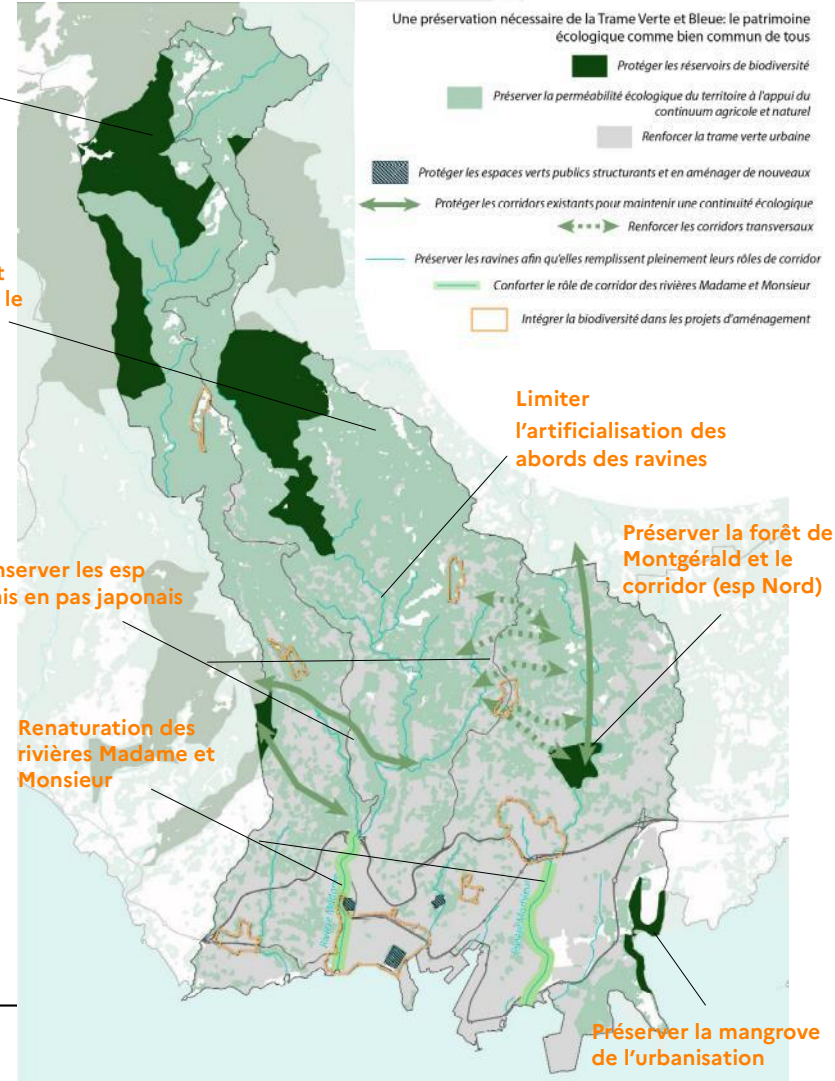 Une préservation nécessaire de la Trame Verte et Bleue: le patrimoine
écologique comme bien commun de tous
Protéger les réservoirs de biodiversité
Préserver la perméabilité écologique du territoire à l'appui du
continuum agricole et naturel
Renforcer la trame verte urbaine
Protéger les espaces verts publics structurants et en aménager de nouveaux
Protéger les corridors existants pour maintenir une continuité écologique
Renforcer les corridors transversaux
Préserver les ravines afin qu'elles remplissent pleinement leurs rôles de corridor
Conforter le rôle de corridor des rivières Madame et Monsieur
Intégrer la biodiversité dans les projets d'aménagement
t
le
Limiter
l'artificialisation des
abords des ravines
Préserver la forêt de
Montgérald et le
corridor (esp Nord)
nserver les esp
is en pas japonais
Renaturation des
rivières Madame et
Monsieur
Rivière Madame
Rivière Monsieur
Préserver la mangrove
de l'urbanisation